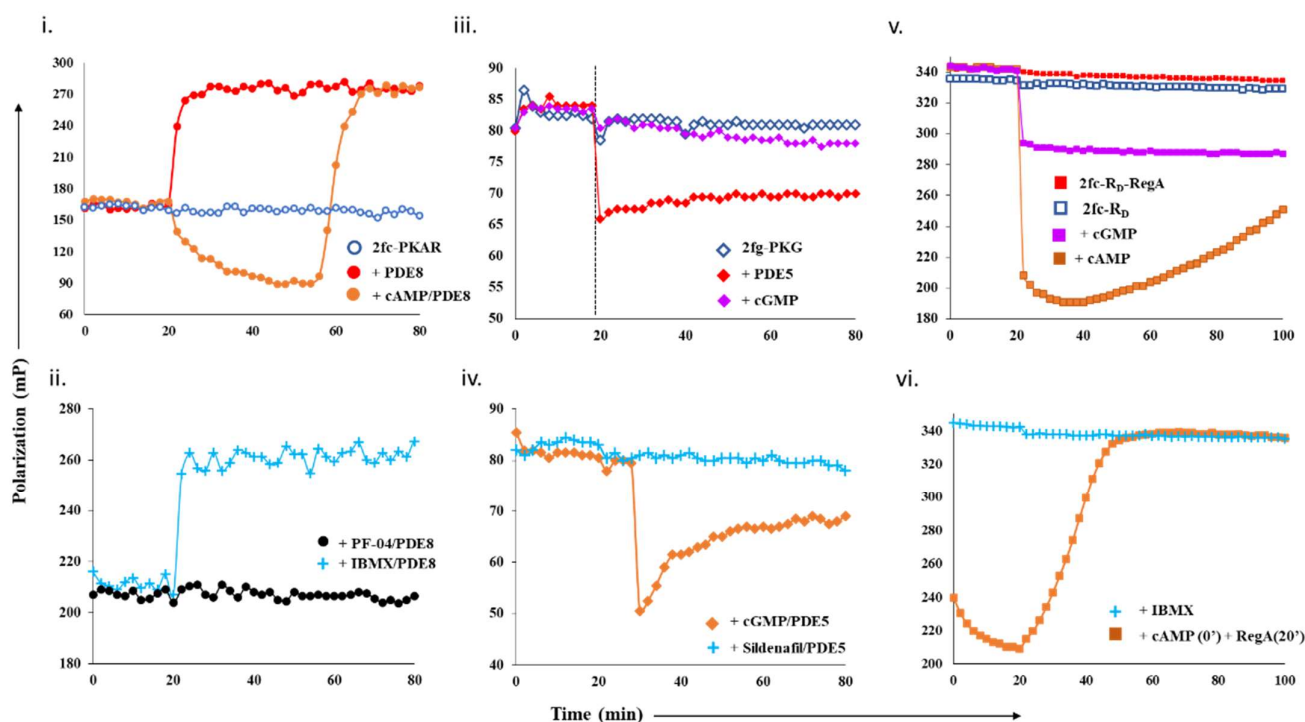 i.
300
270
240
210
180
150
120
90
60
0 20 40 60 80
2fc-PKAR
+ PDE8
+ cAMP/PDE8
iii.
90
85
80
75
70
65
60
55
50
0 20 40 60 80
2fg-PKG
+ PDE5
+ cGMP
v.
340
320
300
280
260
240
220
200
180
0 20 40 60 80 100
2fc-RD-RegA
2fc-RD
+ cGMP
+ cAMP
Polarization (mP)
ii.
280
260
240
220
200
180
0 20 40 60 80
+ PF-04/PDE8
+ IBMX/PDE8
iv.
90
80
70
60
50
40
0 20 40 60 80
+ cGMP/PDE5
+ Sildenafil/PDE5
vi.
340
320
300
280
260
240
220
200
0 20 40 60 80 100
+ IBMX
+ cAMP (0') + RegA(20')
Time (min)